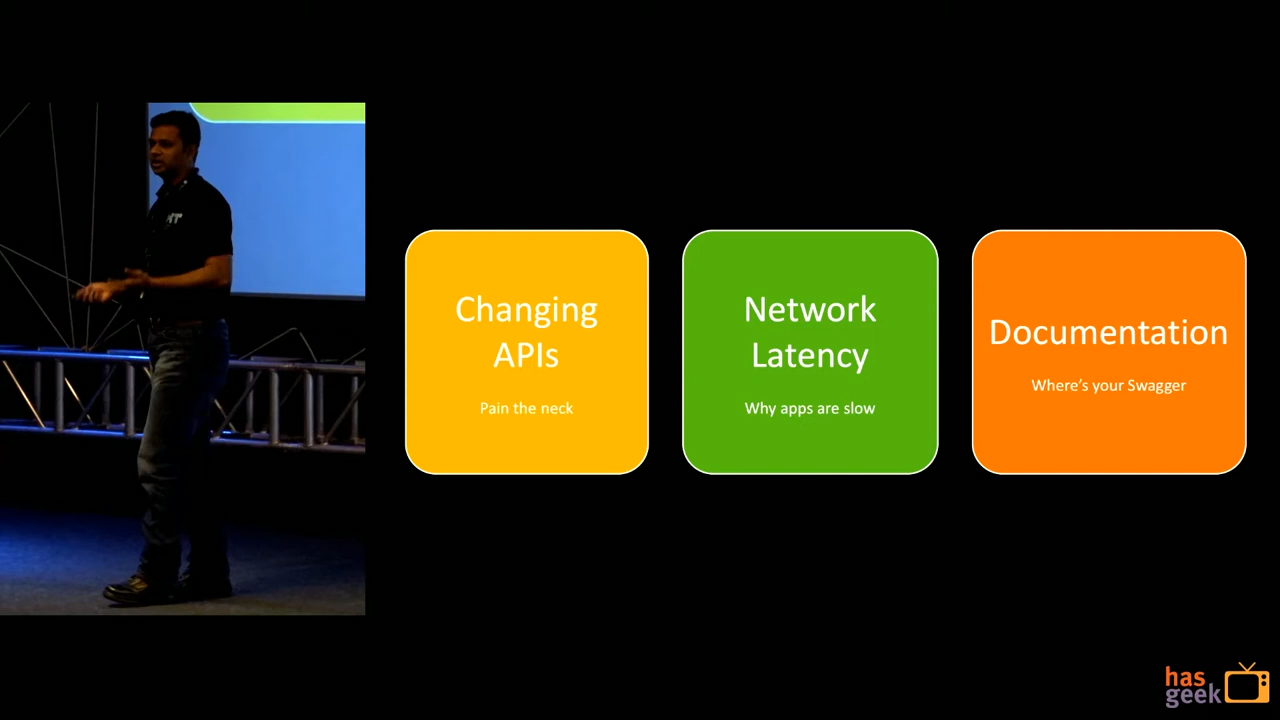 Changing
APIs
Pain the neck
Network
Latency
Why apps are slow
Documentation
Where's your Swagger
has
geek